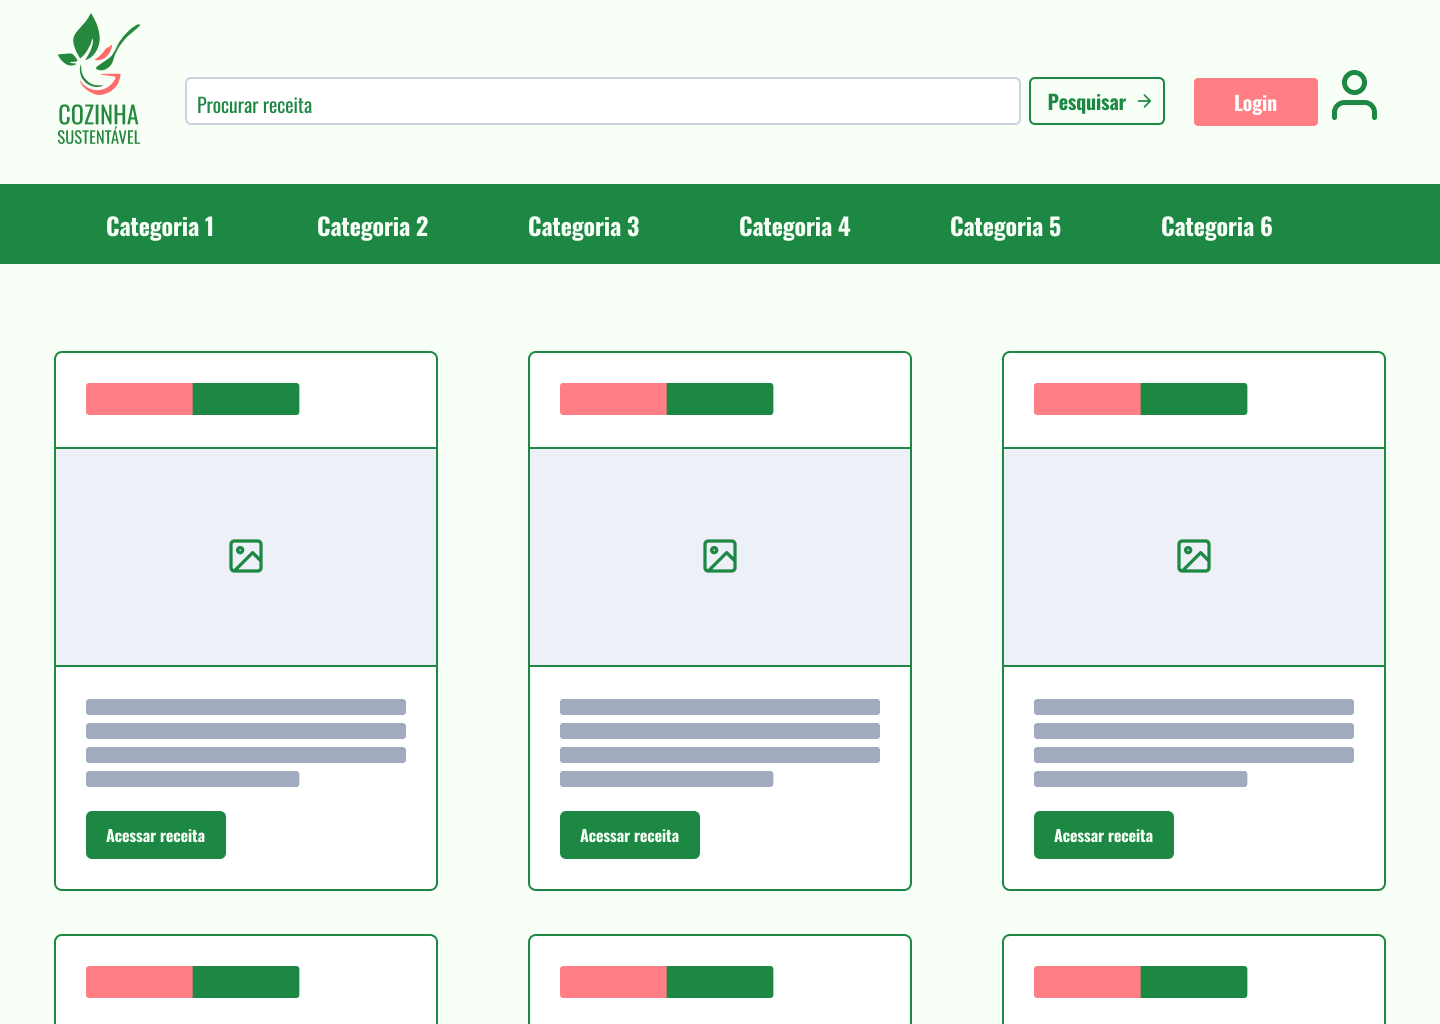 COZINHA
SUSTENTÁVEL
Procurar receita
Pesquisar
Login
Categoria 1
Categoria 2
Categoria 3
Categoria 4
Categoria 5
Categoria 6
Acessar receita
Acessar receita
Acessar receita